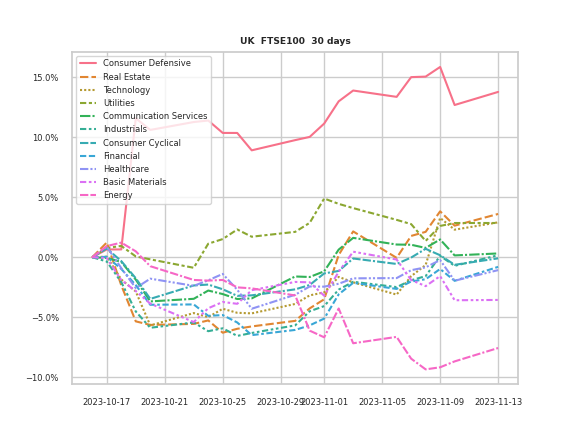 UK  FTSE100  30 days
15.0%
10.0%
5.0%
0.0%
−5.0%
−10.0%
Consumer Defensive
Real Estate
Technology
Utilities
Communication Services
Industrials
Consumer Cyclical
Financial
Healthcare
Basic Materials
Energy
2023-10-17 2023-10-21 2023-10-25 2023-10-29 2023-11-01 2023-11-05 2023-11-09 2023-11-13